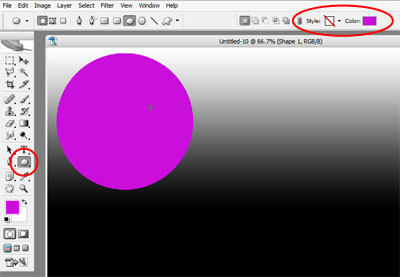 File Edit Image Layer Select Filter View Window Help
Style: Color:
Untitled-10 @ 66.7% (Shape 1, RGB/8)
T